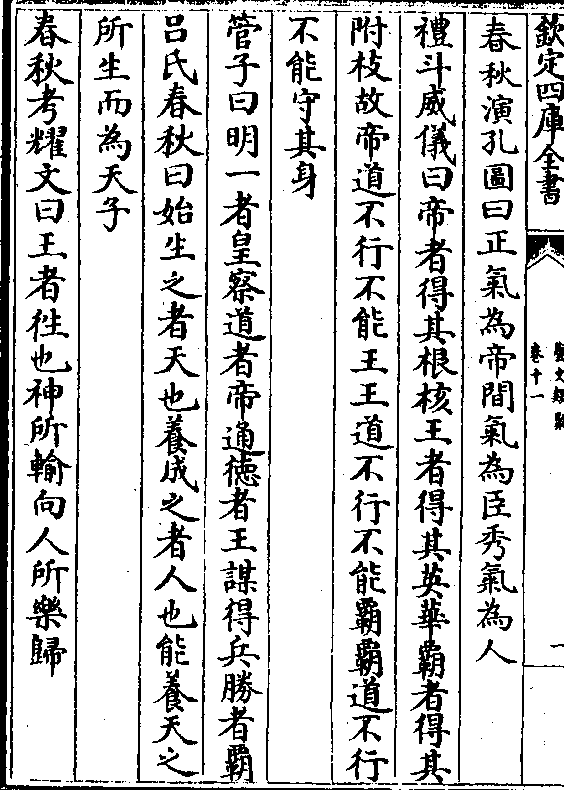 欽定四庫全書
藝文類聚
卷十一
一
春秋演孔圖曰正氣為帝間氣為臣秀氣為人
禮斗威儀曰帝者得其根核王者得其英華覇者得其
附枝故帝道不行不能王王道不行不能覇覇道不行
不能守其身
管子曰明一者皇察道者帝通德者王謀得兵勝者覇
吕氏春秋曰始生之者天也養成之者人也能養天之
所生而為天子
春秋考耀文曰王者徃也神所輸向人所樂歸